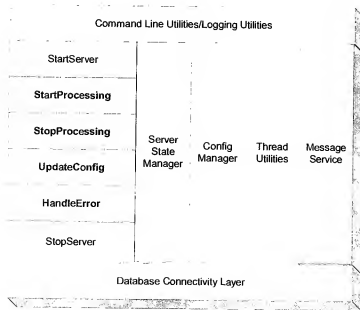 Command Line Utilities/Logging Utilities
StartServer
StartProcessing
StopProcessing
UpdateConfig
HandleError
StopServer
Server
State
Manager
Config
Manager
Thread
Utilities
Message
Service
Database Connectivity Layer